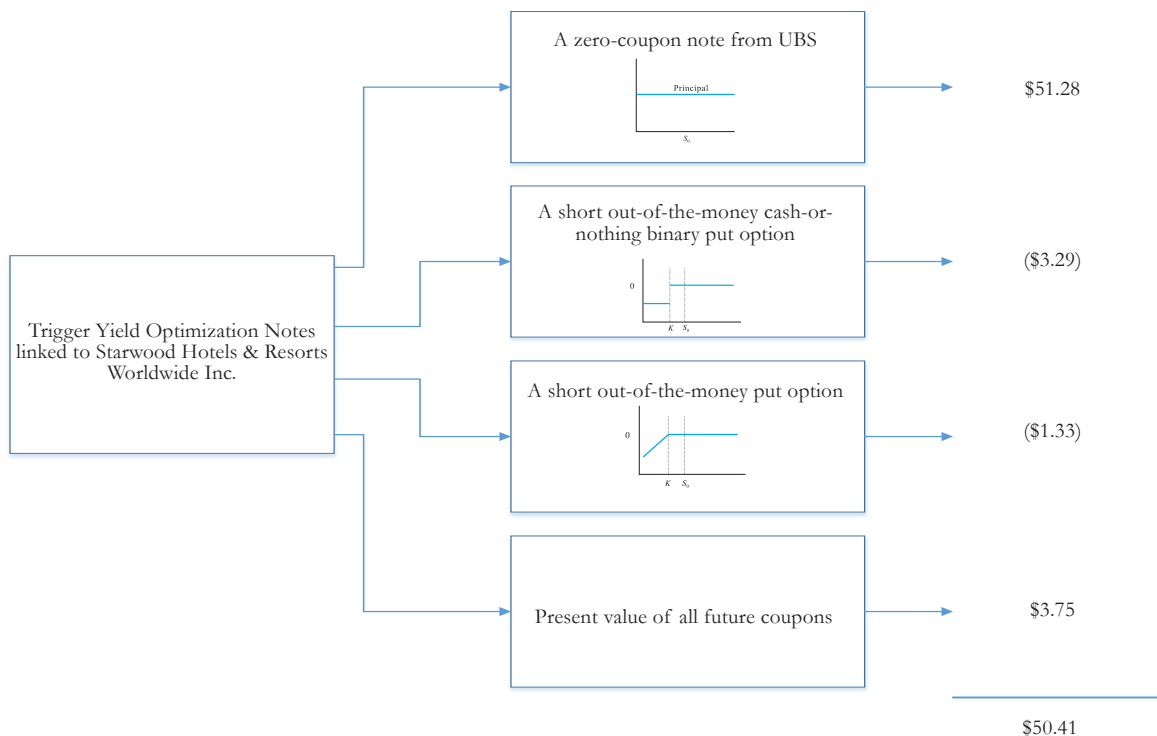 A zero-coupon note from UBS
Principal
S0
$51.28
A short out-of-the-money cash-or-
nothing binary put option
0
K
S0
($3.29)
Trigger Yield Optimization Notes
linked to Starwood Hotels & Resorts
Worldwide Inc.
A short out-of-the-money put option
0
K
S0
($1.33)
Present value of all future coupons
$3.75
$50.41